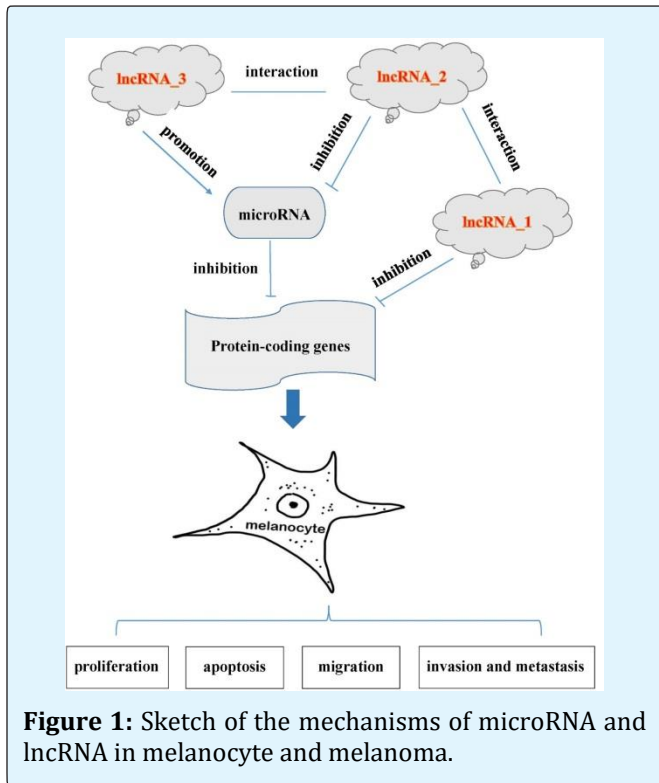 lncRNA_3
interaction
lncRNA_2
promotion
inhibition
interaction
microRNA
lncRNA_1
inhibition
inhibition
Protein-coding genes
melanocyte
proliferation
apoptosis
migration
invasion and metastasis
Figure 1: Sketch of the mechanisms of microRNA and
lncRNA in melanocyte and melanoma.